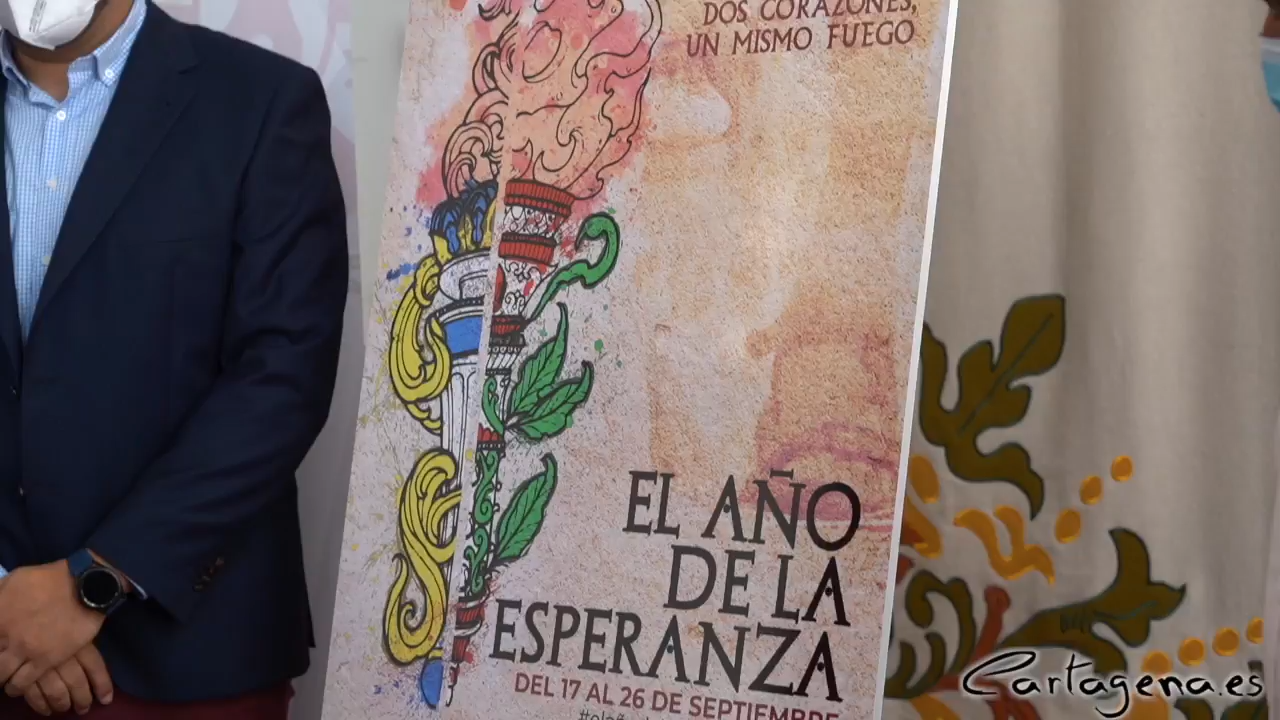 DOS CORAZONES,
UN MISMO FUEGO
EL AÑO
DE LA
ESPERANZA
DEL 17 AL 26 DE SEPTIEMBRE
Cartagena.es